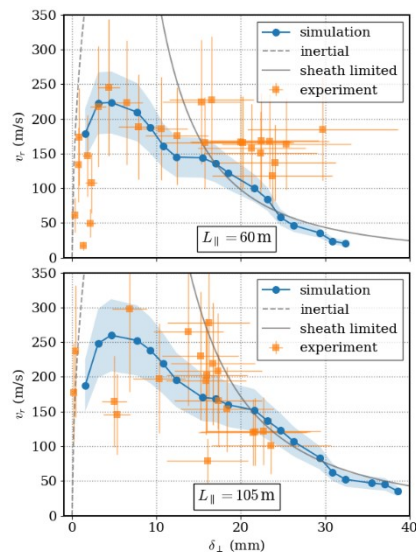 350
300
250
200
150
100
50
0
v_r (m/s)
simulation
inertial
sheath limited
experiment
L_∥ = 60 m
350
300
250
200
150
100
50
0
v_r (m/s)
simulation
inertial
sheath limited
experiment
L_∥ = 105 m
0 10 20 30 40
δ_⊥ (mm)